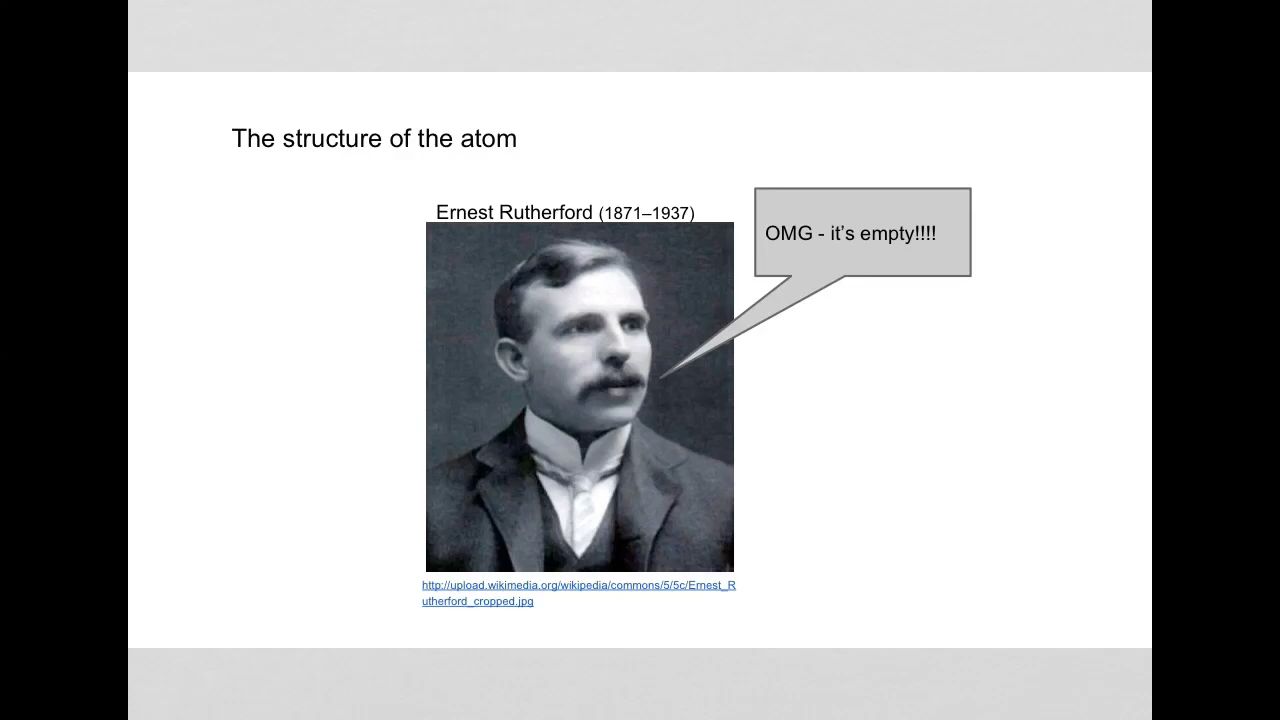 The structure of the atom
Ernest Rutherford (1871–1937)
OMG - it’s empty!!!!
http://upload.wikimedia.org/wikipedia/commons/5/5c/Ernest_R
utherford_cropped.jpg